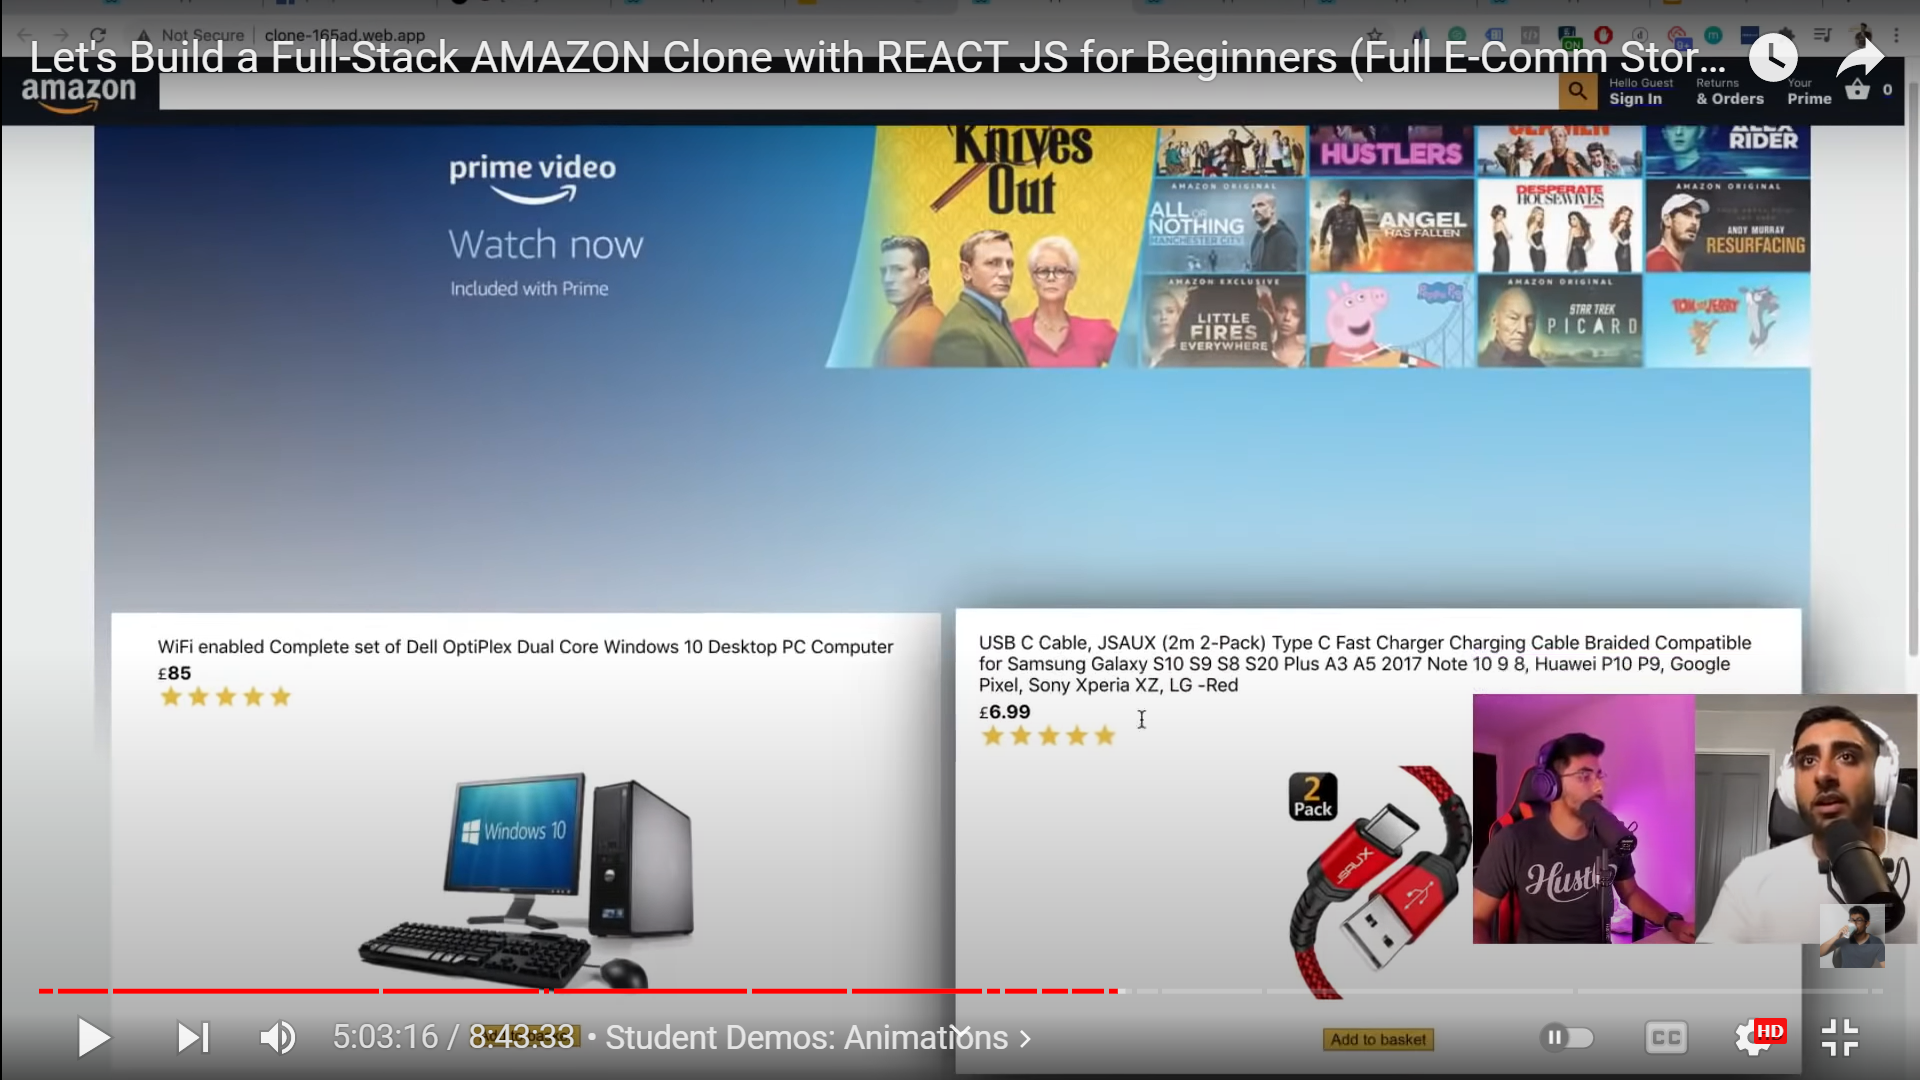 Not Secure | clone-165ad.web.app
Let's Build a Full-Stack AMAZON Clone with REACT JS for Beginners (Full E-Comm Stor...
amazon
Hello Guest
Sign In
Returns
& Orders
Your
Prime
0
ON
9+
prime video
Watch now
Included with Prime
Knives
Out
HUSTLERS
ALEX
RIDER
AMAZON ORIGINAL
ALL OR
NOTHING
MANCHESTER CITY
ANGEL
HAS FALLEN
DESPERATE
HOUSEWIVES
AMAZON ORIGINAL
ANDY MURRAY
RESURFACING
AMAZON EXCLUSIVE
LITTLE
FIRES
EVERYWHERE
Peppa Pig
AMAZON ORIGINAL
STAR TREK
PICARD
TOM and JERRY
WiFi enabled Complete set of Dell OptiPlex Dual Core Windows 10 Desktop PC Computer
£85
Windows 10
USB C Cable, JSAUX (2m 2-Pack) Type C Fast Charger Charging Cable Braided Compatible
for Samsung Galaxy S10 S9 S8 S20 Plus A3 A5 2017 Note 10 9 8, Huawei P10 P9, Google
Pixel, Sony Xperia XZ, LG -Red
£6.99
2
Pack
JSAUX
5:03:16 / 8:43:33 • Student Demos: Animations
Add to basket
CC
HD